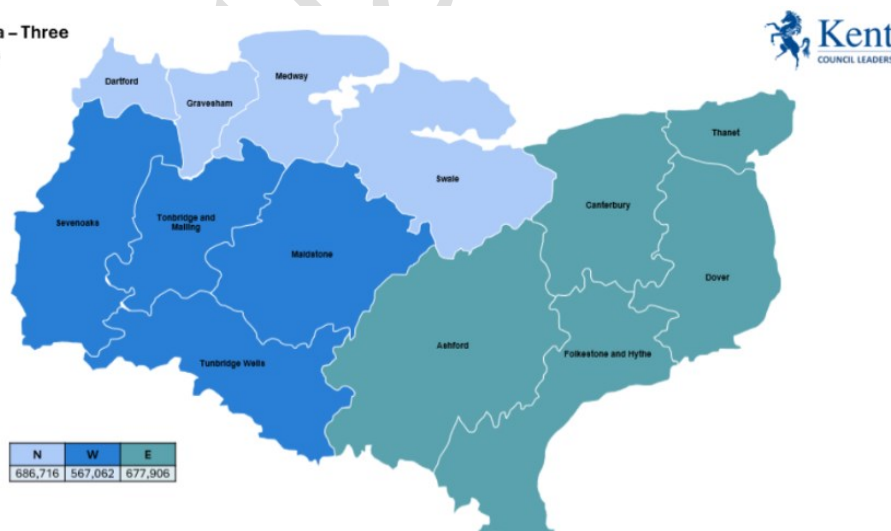 a – Three
Kent
COUNCIL LEADERS
Dartford
Gravesham
Medway
Thanet
Swale
Canterbury
Sevenoaks
Tonbridge and
Malling
Maidstone
Dover
Ashford
Folkestone and Hythe
Tunbridge Wells
N W E
686,716 567,062 677,906